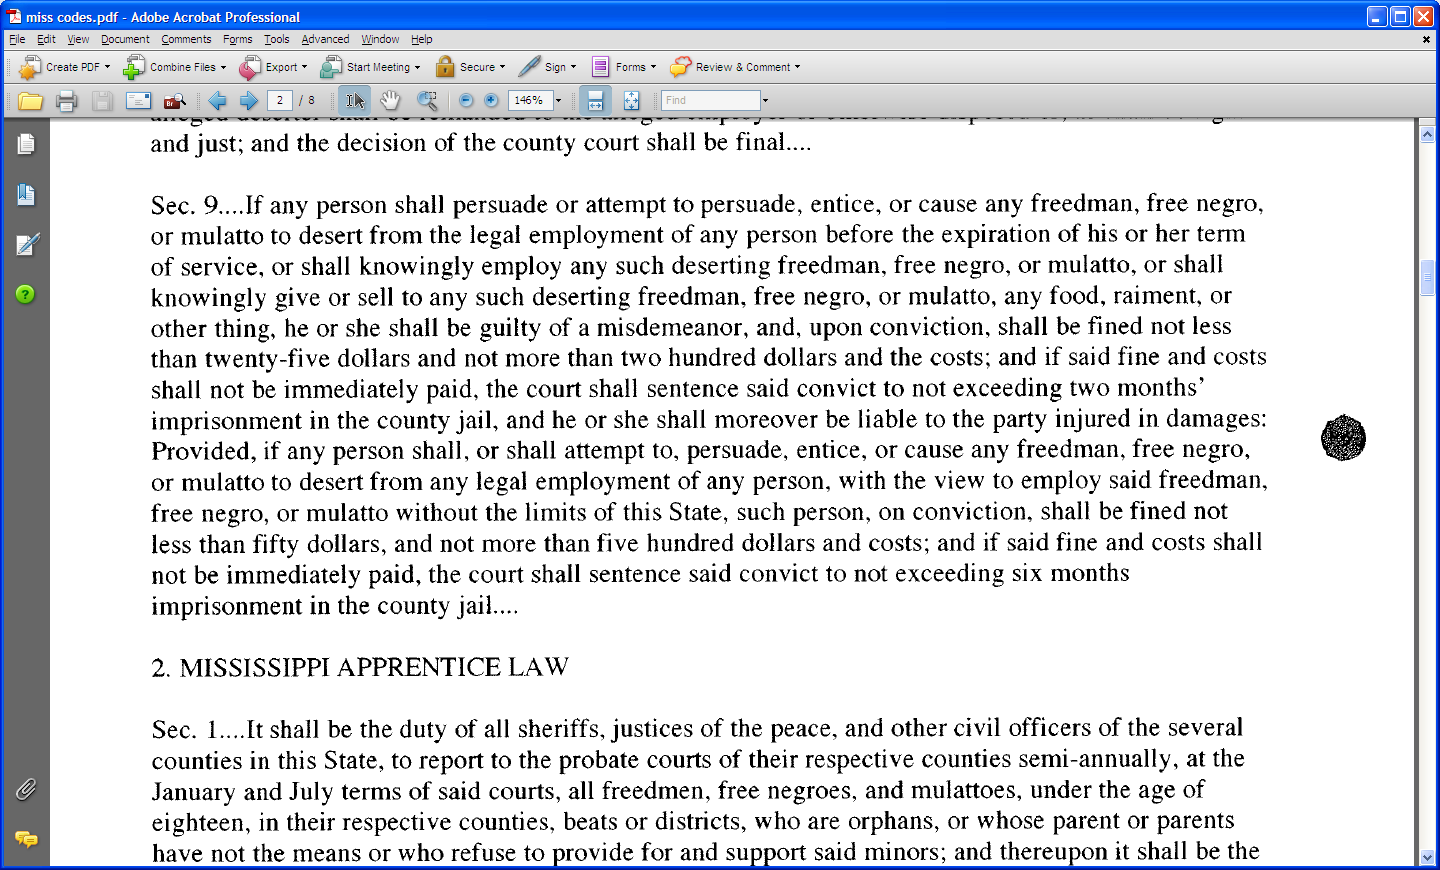 miss codes.pdf - Adobe Acrobat Professional
File Edit View Document Comments Forms Tools Advanced Window Help
Create PDF Combine Files Export Start Meeting Secure Sign Forms Review & Comment
2 / 8 146% Find
and just; and the decision of the county court shall be final....
Sec. 9....If any person shall persuade or attempt to persuade, entice, or cause any freedman, free negro,
or mulatto to desert from the legal employment of any person before the expiration of his or her term
of service, or shall knowingly employ any such deserting freedman, free negro, or mulatto, or shall
knowingly give or sell to any such deserting freedman, free negro, or mulatto, any food, raiment, or
other thing, he or she shall be guilty of a misdemeanor, and, upon conviction, shall be fined not less
than twenty-five dollars and not more than two hundred dollars and the costs; and if said fine and costs
shall not be immediately paid, the court shall sentence said convict to not exceeding two months’
imprisonment in the county jail, and he or she shall moreover be liable to the party injured in damages:
Provided, if any person shall, or shall attempt to, persuade, entice, or cause any freedman, free negro,
or mulatto to desert from any legal employment of any person, with the view to employ said freedman,
free negro, or mulatto without the limits of this State, such person, on conviction, shall be fined not
less than fifty dollars, and not more than five hundred dollars and costs; and if said fine and costs shall
not be immediately paid, the court shall sentence said convict to not exceeding six months
imprisonment in the county jail....
2. MISSISSIPPI APPRENTICE LAW
Sec. 1....It shall be the duty of all sheriffs, justices of the peace, and other civil officers of the several
counties in this State, to report to the probate courts of their respective counties semi-annually, at the
January and July terms of said courts, all freedmen, free negroes, and mulattoes, under the age of
eighteen, in their respective counties, beats or districts, who are orphans, or whose parent or parents
have not the means or who refuse to provide for and support said minors; and thereupon it shall be the